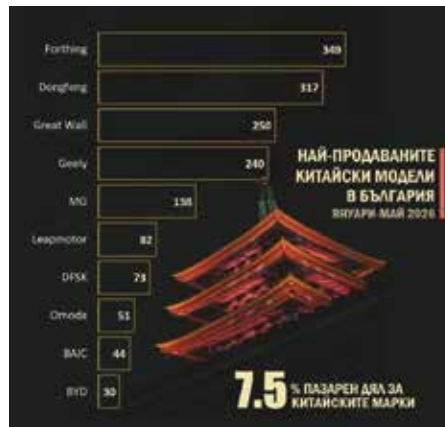 Forthing 349
Dongfeng 317
Great Wall 250
Geely 240
MG 138
Leapmotor 82
DFSK 73
Omoda 51
BAIC 44
BYD 30
НАЙ-ПРОДАВАНИТЕ
КИТАЙСКИ МОДЕЛИ
В БЪЛГАРИЯ
ЯНУАРИ-МАЙ 2026
7.5 % ПАЗАРЕН ДЯЛ ЗА
КИТАЙСКИТЕ МАРКИ